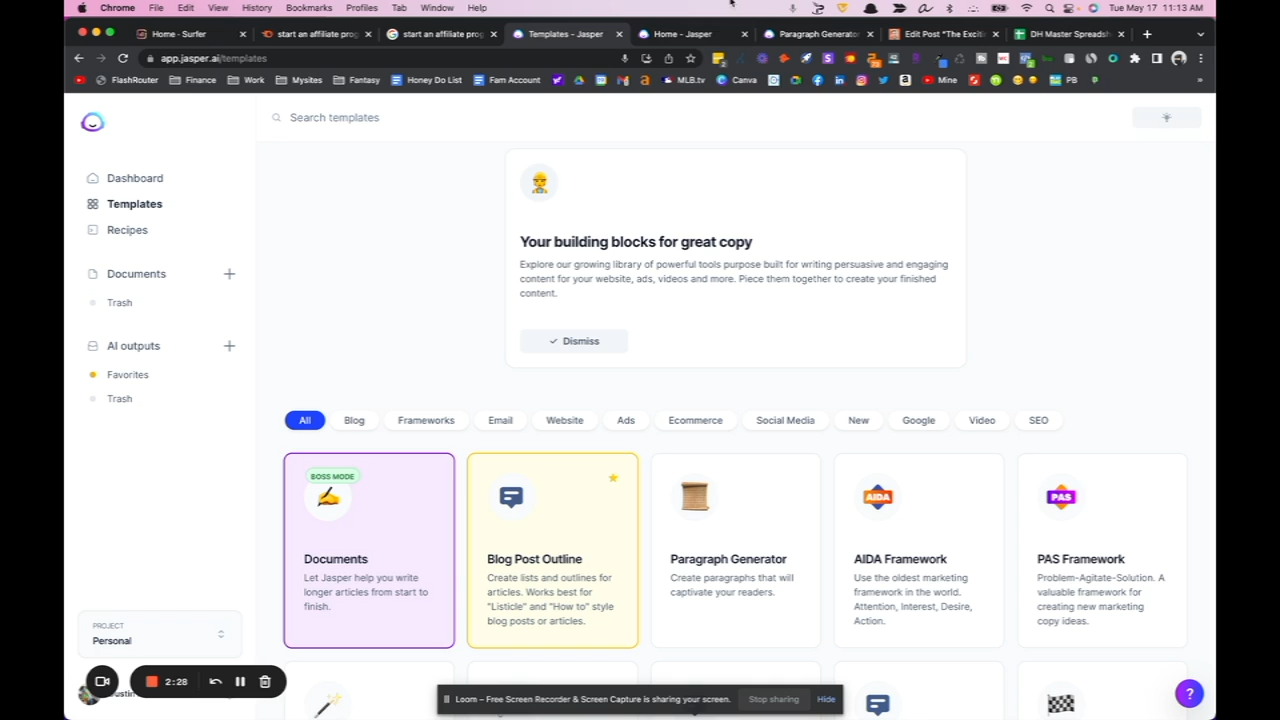 Chrome File Edit View History Bookmarks Profiles Tab Window Help Tue May 17 11:13 AM
Home - Surfer start an affiliate prog start an affiliate prog Templates - Jasper Home - Jasper Paragraph Generator Edit Post "The Exciti DH Master Spreadsh
app.jasper.ai/templates
FlashRouter Finance Work Mysites Fantasy Honey Do List Fam Account MLB.tv Canva Mine PB
Search templates
Dashboard
Templates
Recipes
Documents
Trash
AI outputs
Favorites
Trash
PROJECT
Personal
Your building blocks for great copy
Explore our growing library of powerful tools purpose built for writing persuasive and engaging
content for your website, ads, videos and more. Piece them together to create your finished
content.
Dismiss
All Blog Frameworks Email Website Ads Ecommerce Social Media New Google Video SEO
BOSS MODE
Documents
Let Jasper help you write
longer articles from start to
finish.
Blog Post Outline
Create lists and outlines for
articles. Works best for
"Listicle" and "How to" style
blog posts or articles.
Paragraph Generator
Create paragraphs that will
captivate your readers.
AIDA
AIDA Framework
Use the oldest marketing
framework in the world.
Attention, Interest, Desire,
Action.
PAS
PAS Framework
Problem-Agitate-Solution. A
valuable framework for
creating new marketing
copy ideas.
2:28
Loom – Free Screen Recorder & Screen Capture is sharing your screen. Stop sharing Hide
?